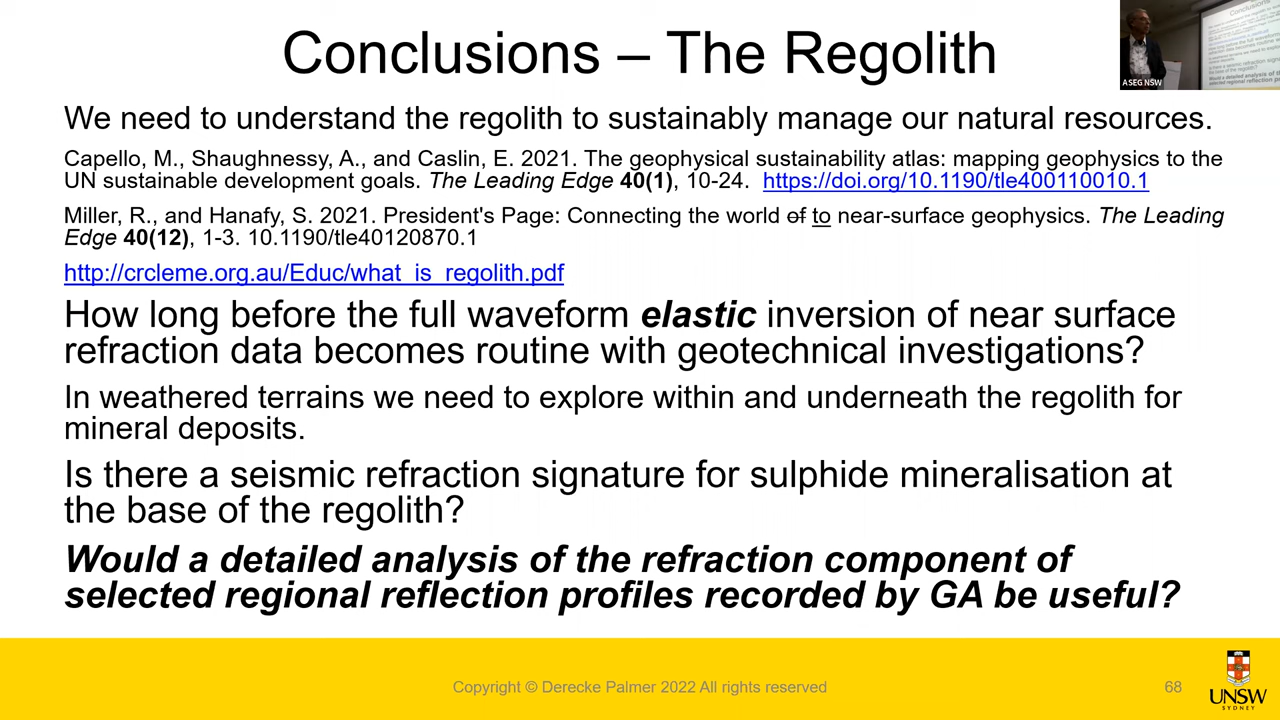 Conclusions – The Regolith
ASEG NSW
We need to understand the regolith to sustainably manage our natural resources.
Capello, M., Shaughnessy, A., and Caslin, E. 2021. The geophysical sustainability atlas: mapping geophysics to the
UN sustainable development goals. The Leading Edge 40(1), 10-24. https://doi.org/10.1190/tle400110010.1
Miller, R., and Hanafy, S. 2021. President's Page: Connecting the world of to near-surface geophysics. The Leading
Edge 40(12), 1-3. 10.1190/tle40120870.1
http://crcleme.org.au/Educ/what_is_regolith.pdf
How long before the full waveform elastic inversion of near surface
refraction data becomes routine with geotechnical investigations?
In weathered terrains we need to explore within and underneath the regolith for
mineral deposits.
Is there a seismic refraction signature for sulphide mineralisation at
the base of the regolith?
Would a detailed analysis of the refraction component of
selected regional reflection profiles recorded by GA be useful?
Copyright © Derecke Palmer 2022 All rights reserved
68
UNSW
SYDNEY